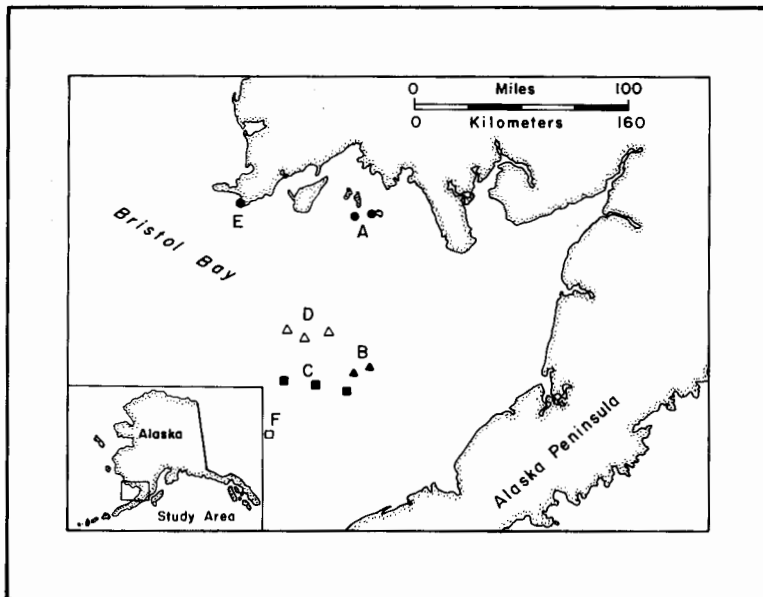 0 Miles 100
0 Kilometers 160
E
A
Bristol Bay
D
B
C
F
Alaska
Alaska Peninsula
Study Area